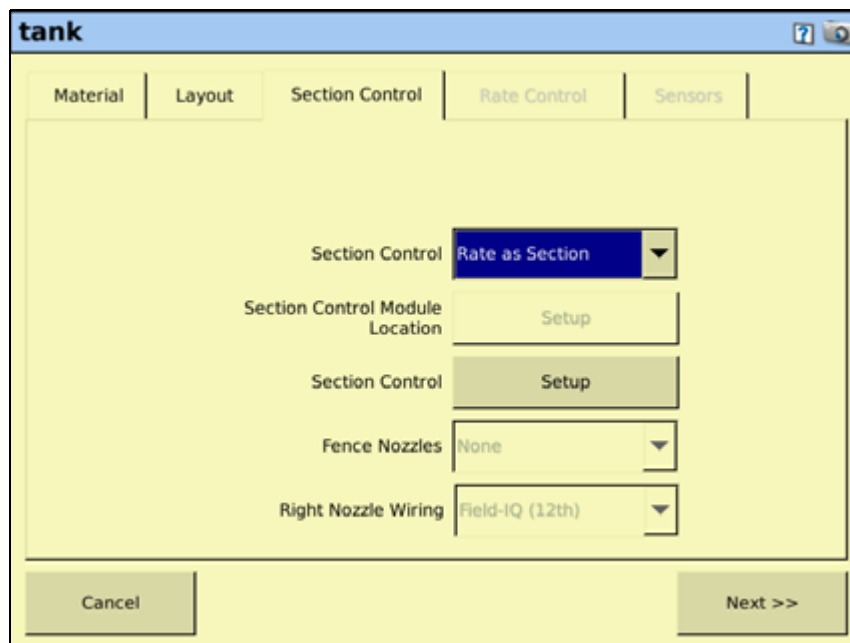 tank
?
Material Layout Section Control Rate Control Sensors
Section Control Rate as Section
Section Control Module
Location Setup
Section Control Setup
Fence Nozzles None
Right Nozzle Wiring Field-IQ (12th)
Cancel Next >>